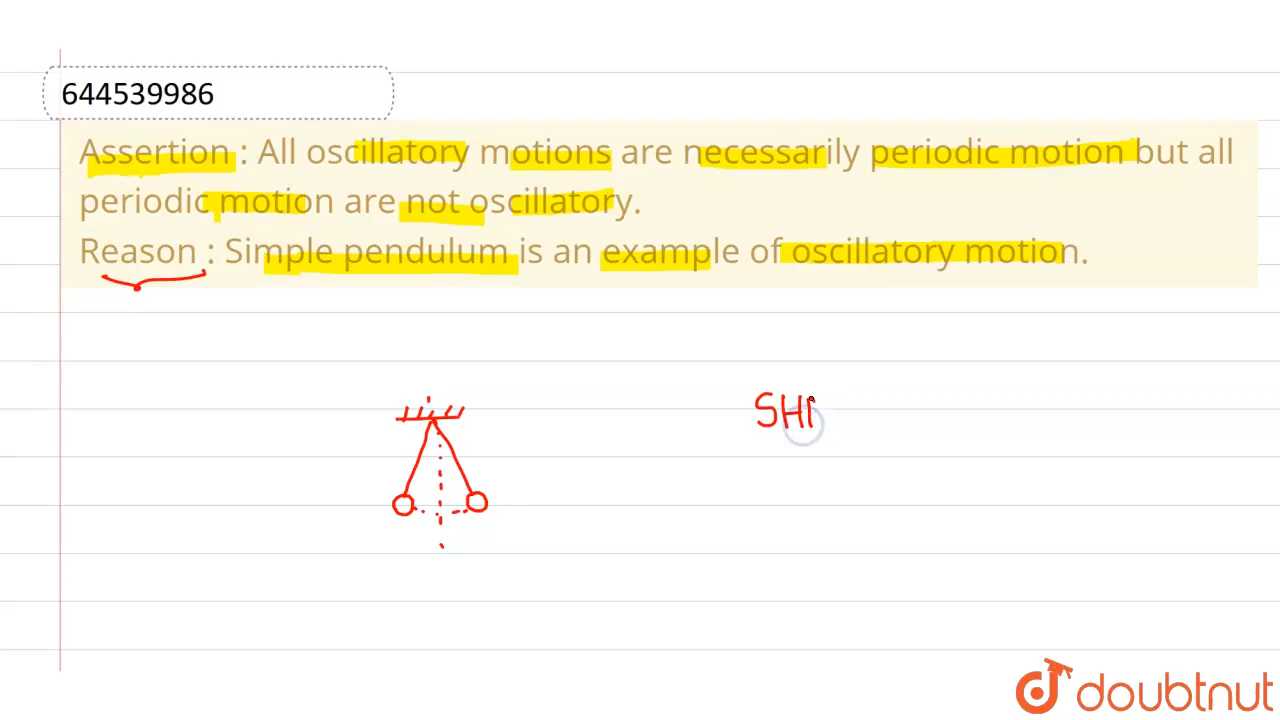 644539986
Assertion : All oscillatory motions are necessarily periodic motion but all
periodic motion are not oscillatory.
Reason : Simple pendulum is an example of oscillatory motion.
doubtnut